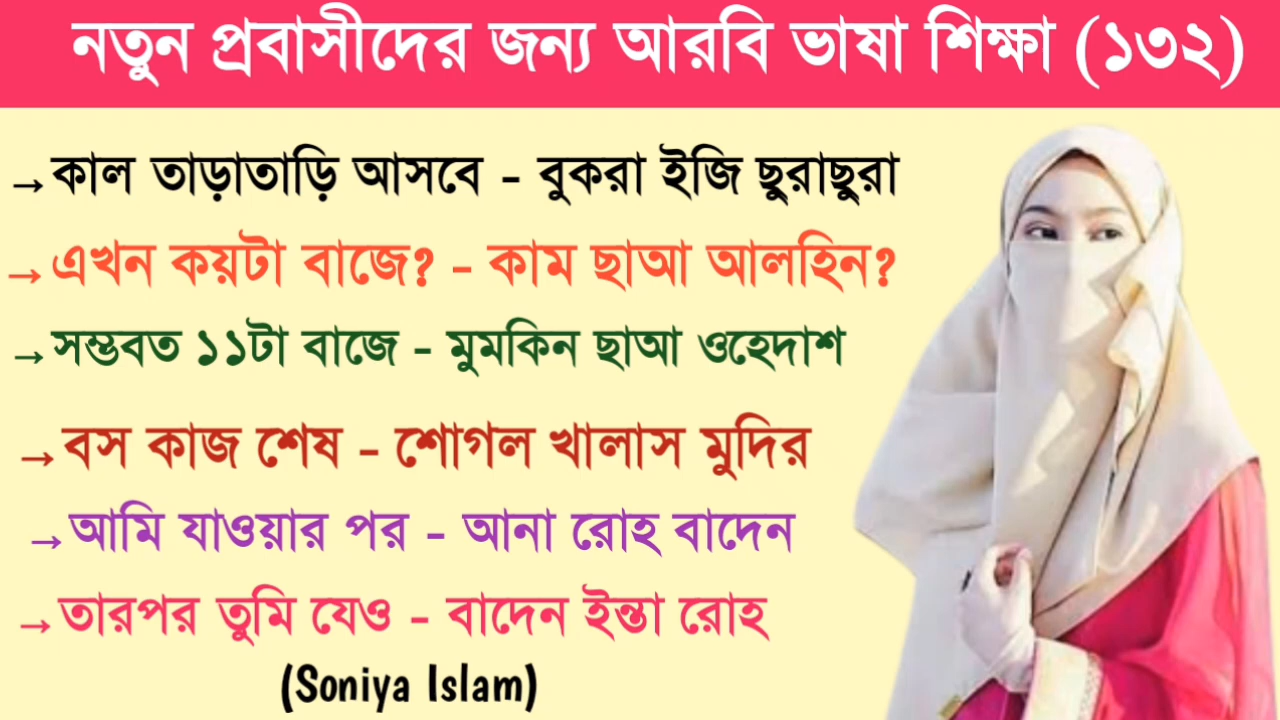 নতুন প্রবাসীদের জন্য আরবি ভাষা শিক্ষা (১৩২)
→কাল তাড়াতাড়ি আসবে - বুকরা ইজি ছুরাছুরা
→এখন কয়টা বাজে? - কাম ছাআ আলহিন?
→সম্ভবত ১১টা বাজে - মুমকিন ছাআ ওহেদাশ
→বস কাজ শেষ - শোগল খালাস মুদির
→আমি যাওয়ার পর - আনা রোহ বাদেন
→তারপর তুমি যেও - বাদেন ইন্তা রোহ
(Soniya Islam)